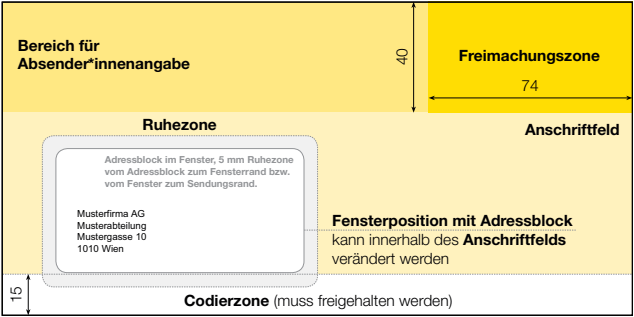 Bereich für
Absender*innenangabe
40
Freimachungszone
74
Ruhezone
Anschriftfeld
Adressblock im Fenster, 5 mm Ruhezone
vom Adressblock zum Fensterrand bzw.
vom Fenster zum Sendungsrand.
Musterfirma AG
Musterabteilung
Mustergasse 10
1010 Wien
Fensterposition mit Adressblock
kann innerhalb des Anschriftfelds
verändert werden
15
Codierzone (muss freigehalten werden)